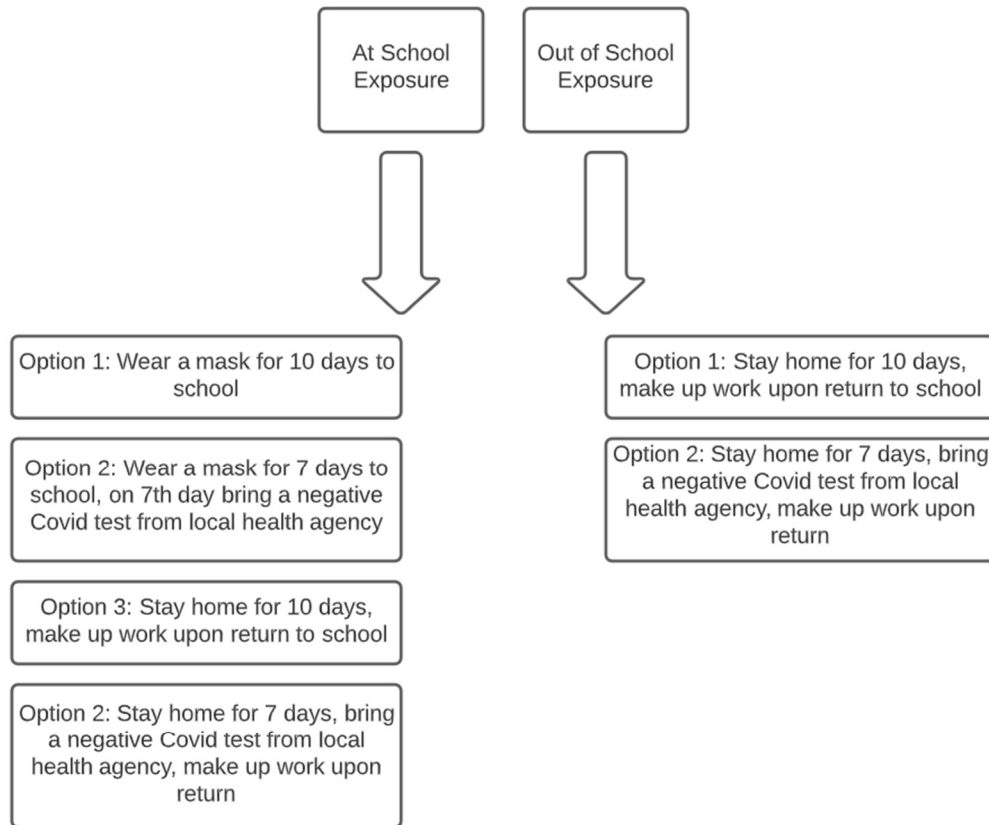 At School
Exposure
Out of School
Exposure
Option 1: Wear a mask for 10 days to
school
Option 2: Wear a mask for 7 days to
school, on 7th day bring a negative
Covid test from local health agency
Option 3: Stay home for 10 days,
make up work upon return to school
Option 2: Stay home for 7 days, bring
a negative Covid test from local
health agency, make up work upon
return
Option 1: Stay home for 10 days,
make up work upon return to school
Option 2: Stay home for 7 days, bring
a negative Covid test from local
health agency, make up work upon
return